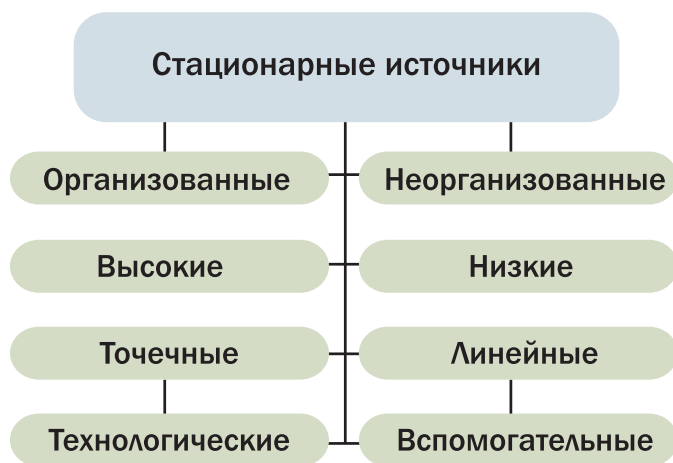 Стационарные источники
Организованные Неорганизованные
Высокие Низкие
Точечные Линейные
Технологические Вспомогательные